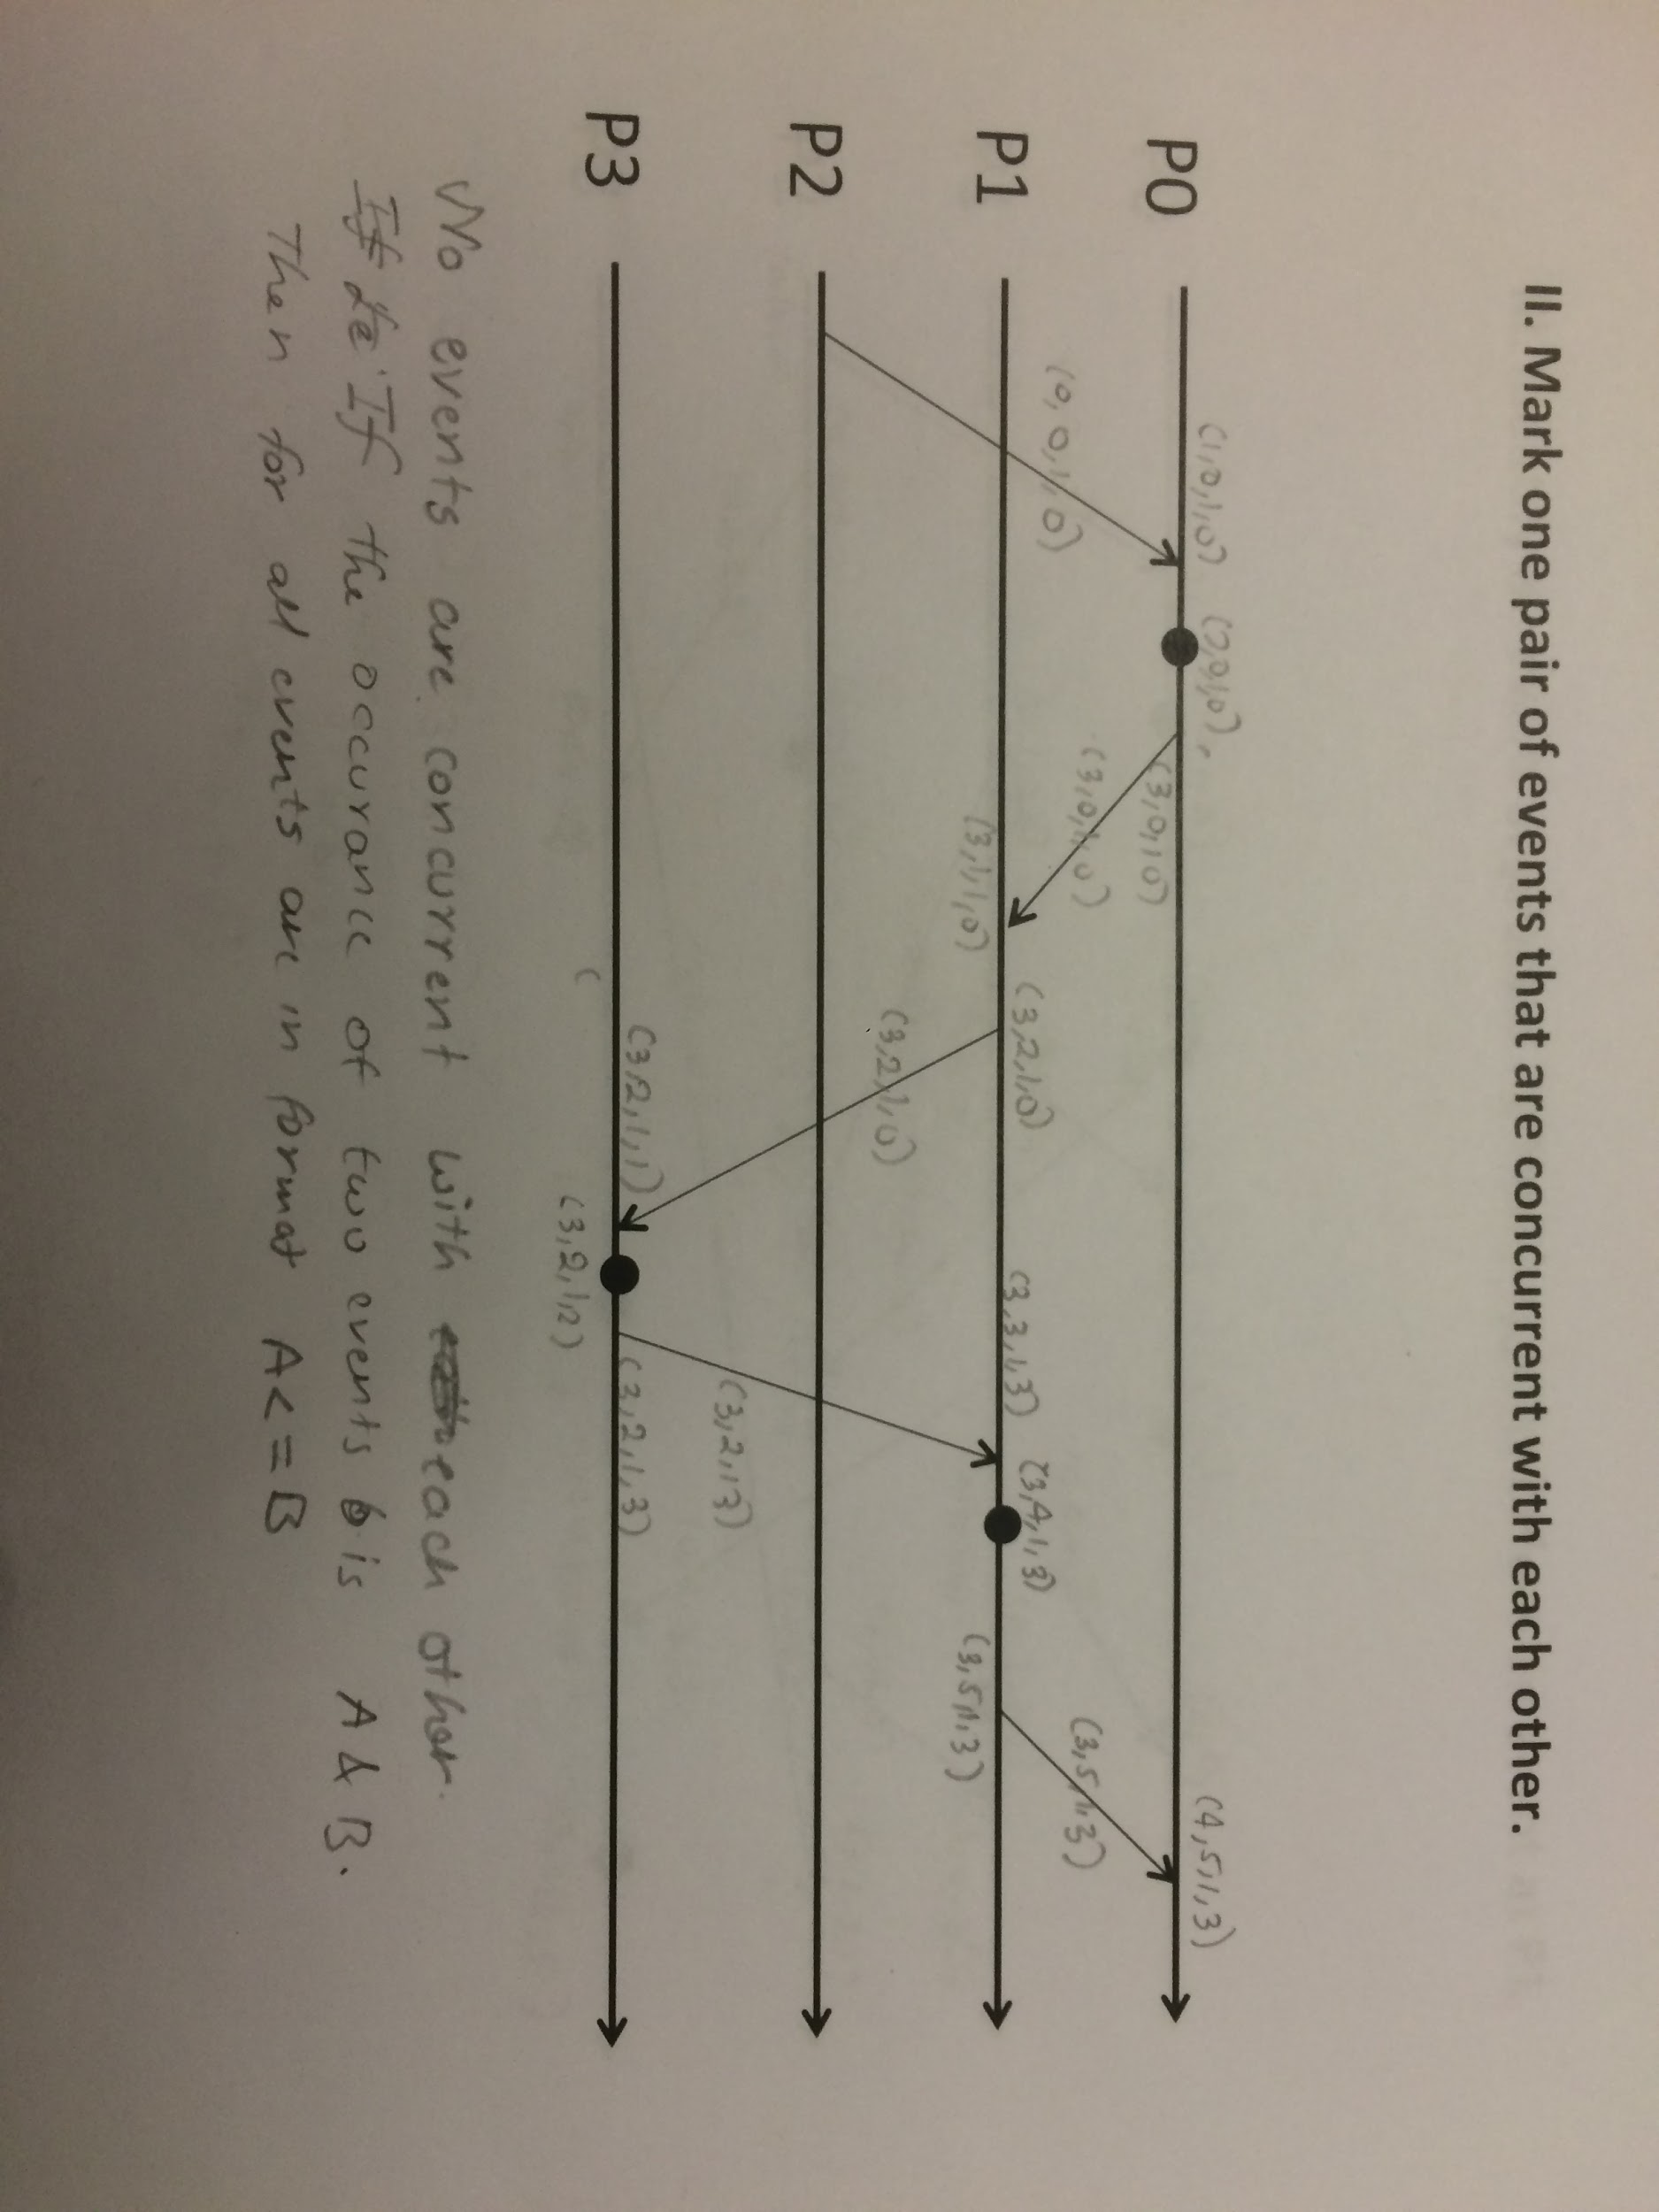 II. Mark one pair of events that are concurrent with each other.
(1,0,1,0) (2,0,1,0) (4,5,1,3)
P0
(0,0,1,0) (3,0,1,0) (3,0,1,0) (3,5,1,3)
(3,2,1,0) (3,3,1,3) (3,4,1,3)
P1
(3,1,1,0) (3,5,1,3)
(3,2,1,0)
P2
(3,2,1,3)
(3,2,1,1) (3,2,1,3)
P3
(3,2,1,2)
No events are concurrent with each other.
If the occurance of two events is A < B.
Then for all events are in format A <= B